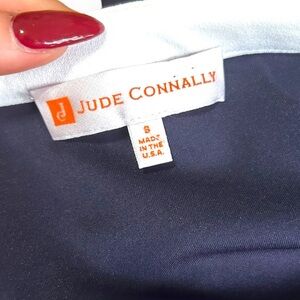 J JUDE CONNALLY
S
MADE
IN THE
U.S.A.